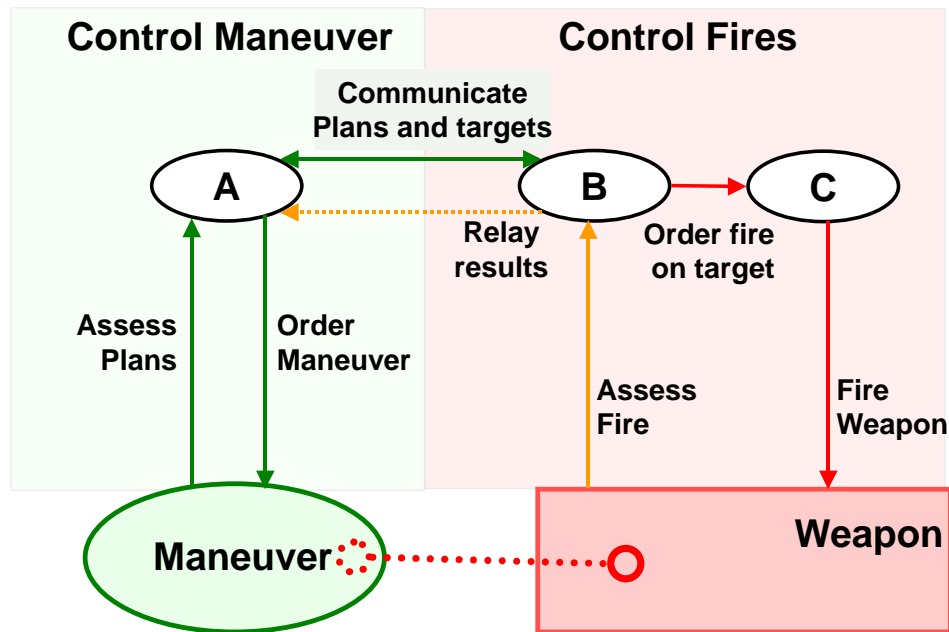 Control Maneuver
Control Fires
Communicate
Plans and targets
A
B
C
Relay
results
Order fire
on target
Assess
Plans
Order
Maneuver
Assess
Fire
Fire
Weapon
Maneuver
Weapon